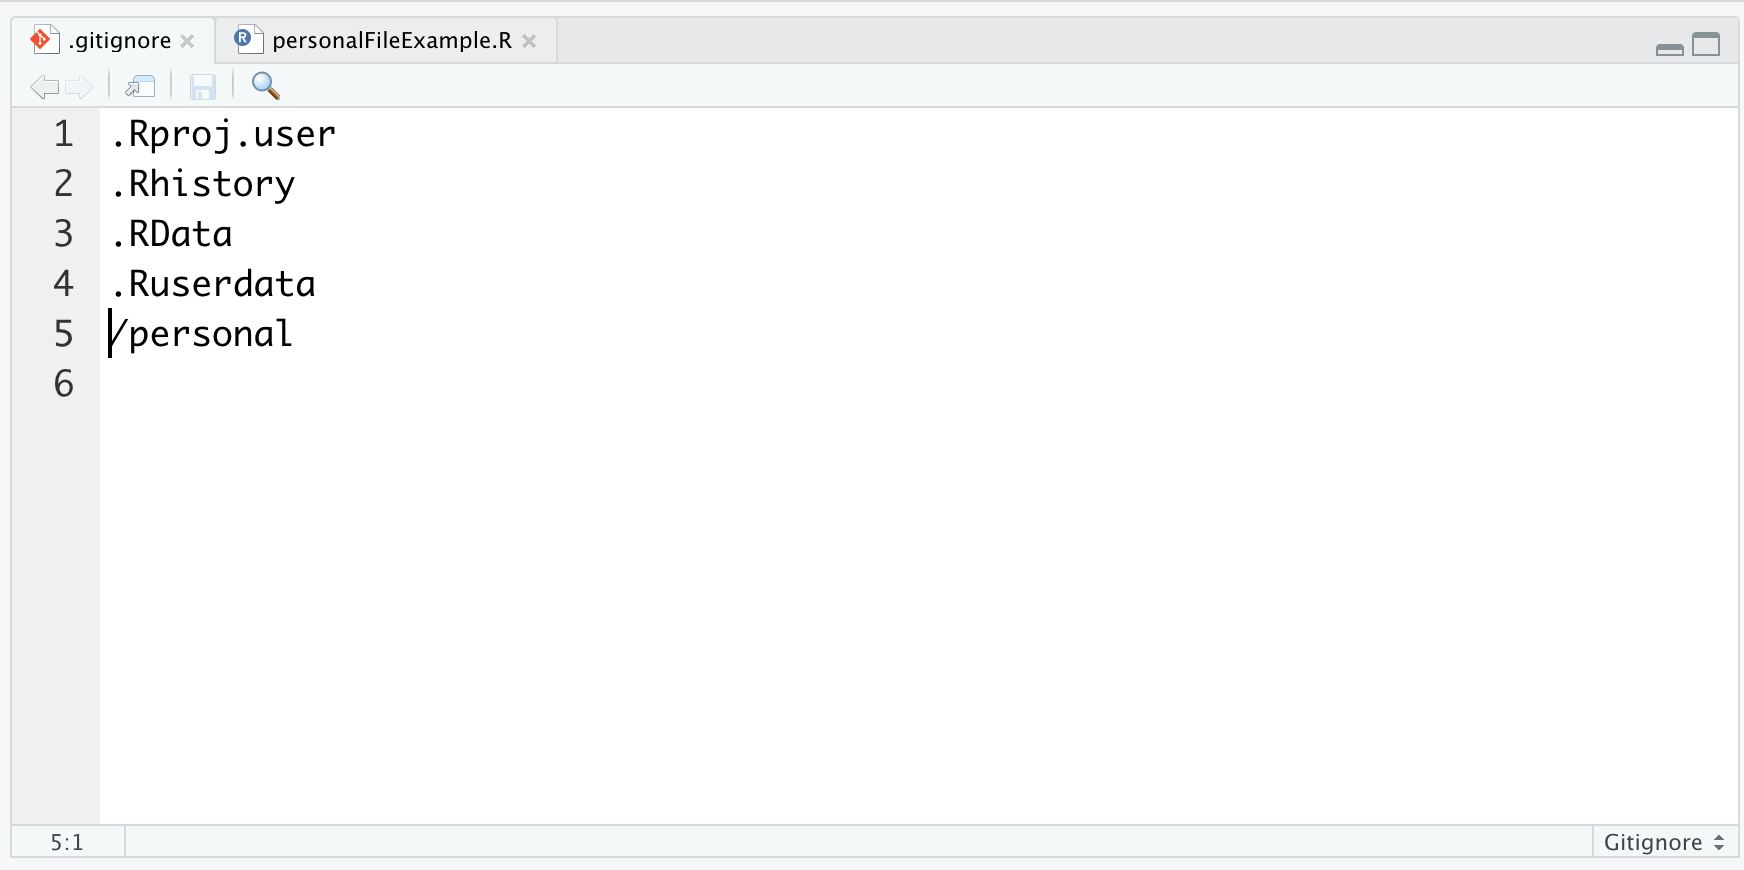 .gitignore
personalFileExample.R
1 .Rproj.user
2 .Rhistory
3 .RData
4 .Ruserdata
5 /personal
6
5:1
Gitignore